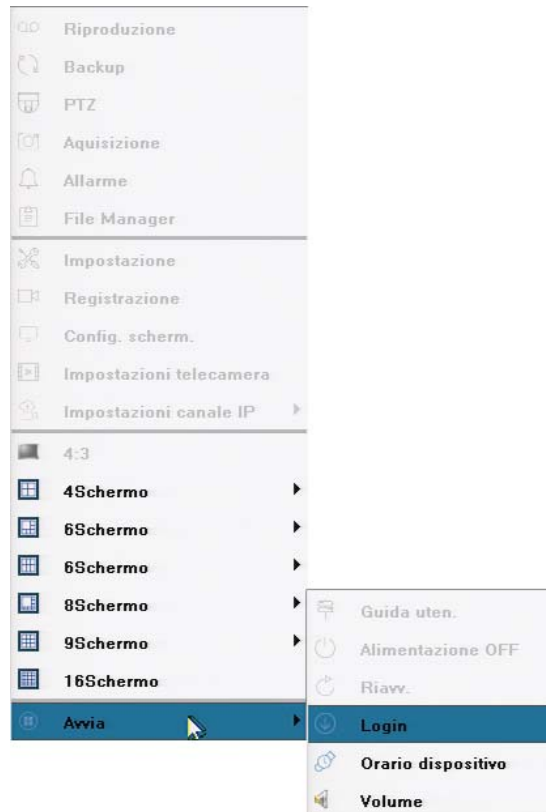 Riproduzione
Backup
PTZ
Aquisizione
Allarme
File Manager
Impostazione
Registrazione
Config. scherm.
Impostazioni telecamera
Impostazioni canale IP
4:3
4Schermo
6Schermo
6Schermo
8Schermo
9Schermo
16Schermo
Avvia
Guida uten.
Alimentazione OFF
Riavv.
Login
Orario dispositivo
Volume